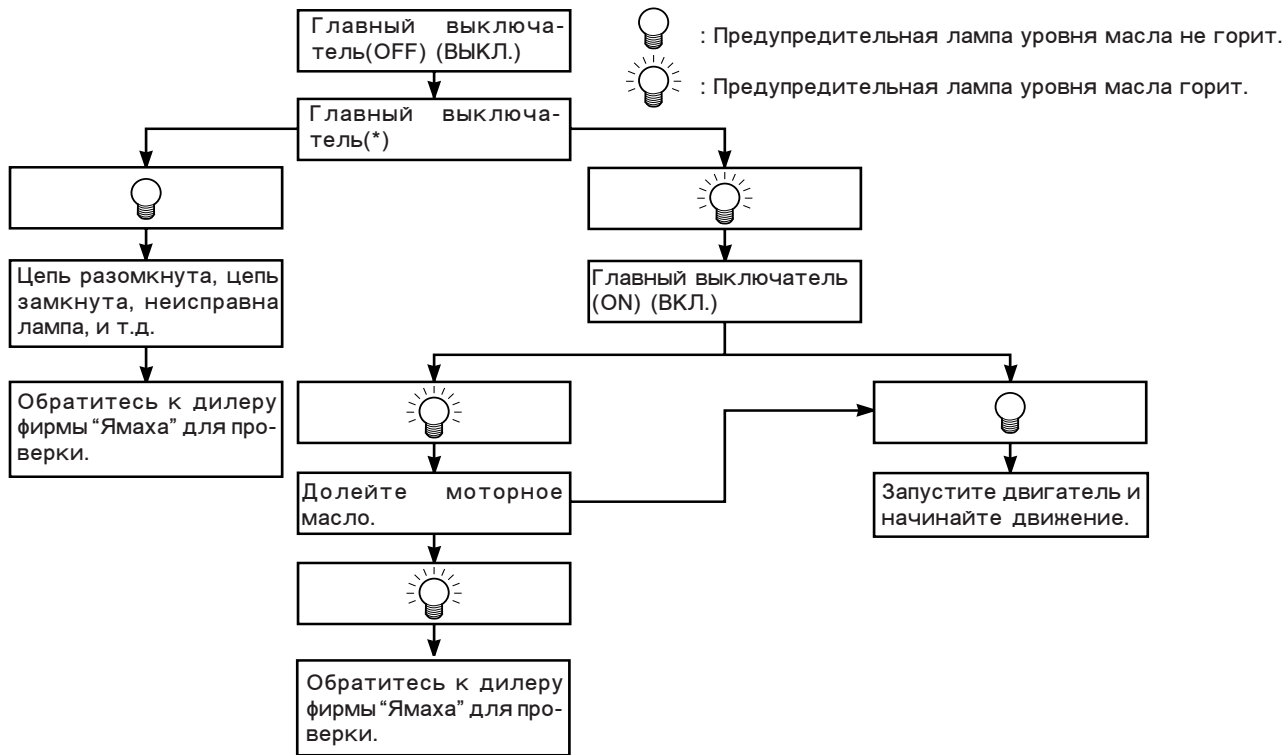 Главный выключа-
тель(OFF) (ВЫКЛ.)
: Предупредительная лампа уровня масла не горит.
: Предупредительная лампа уровня масла горит.
Главный выключа-
тель(*)
Цепь разомкнута, цепь
замкнута, неисправна
лампа, и т.д.
Главный выключатель
(ON) (ВКЛ.)
Обратитесь к дилеру
фирмы “Ямаха” для про-
верки.
Долейте моторное
масло.
Запустите двигатель и
начинайте движение.
Обратитесь к дилеру
фирмы “Ямаха” для про-
верки.